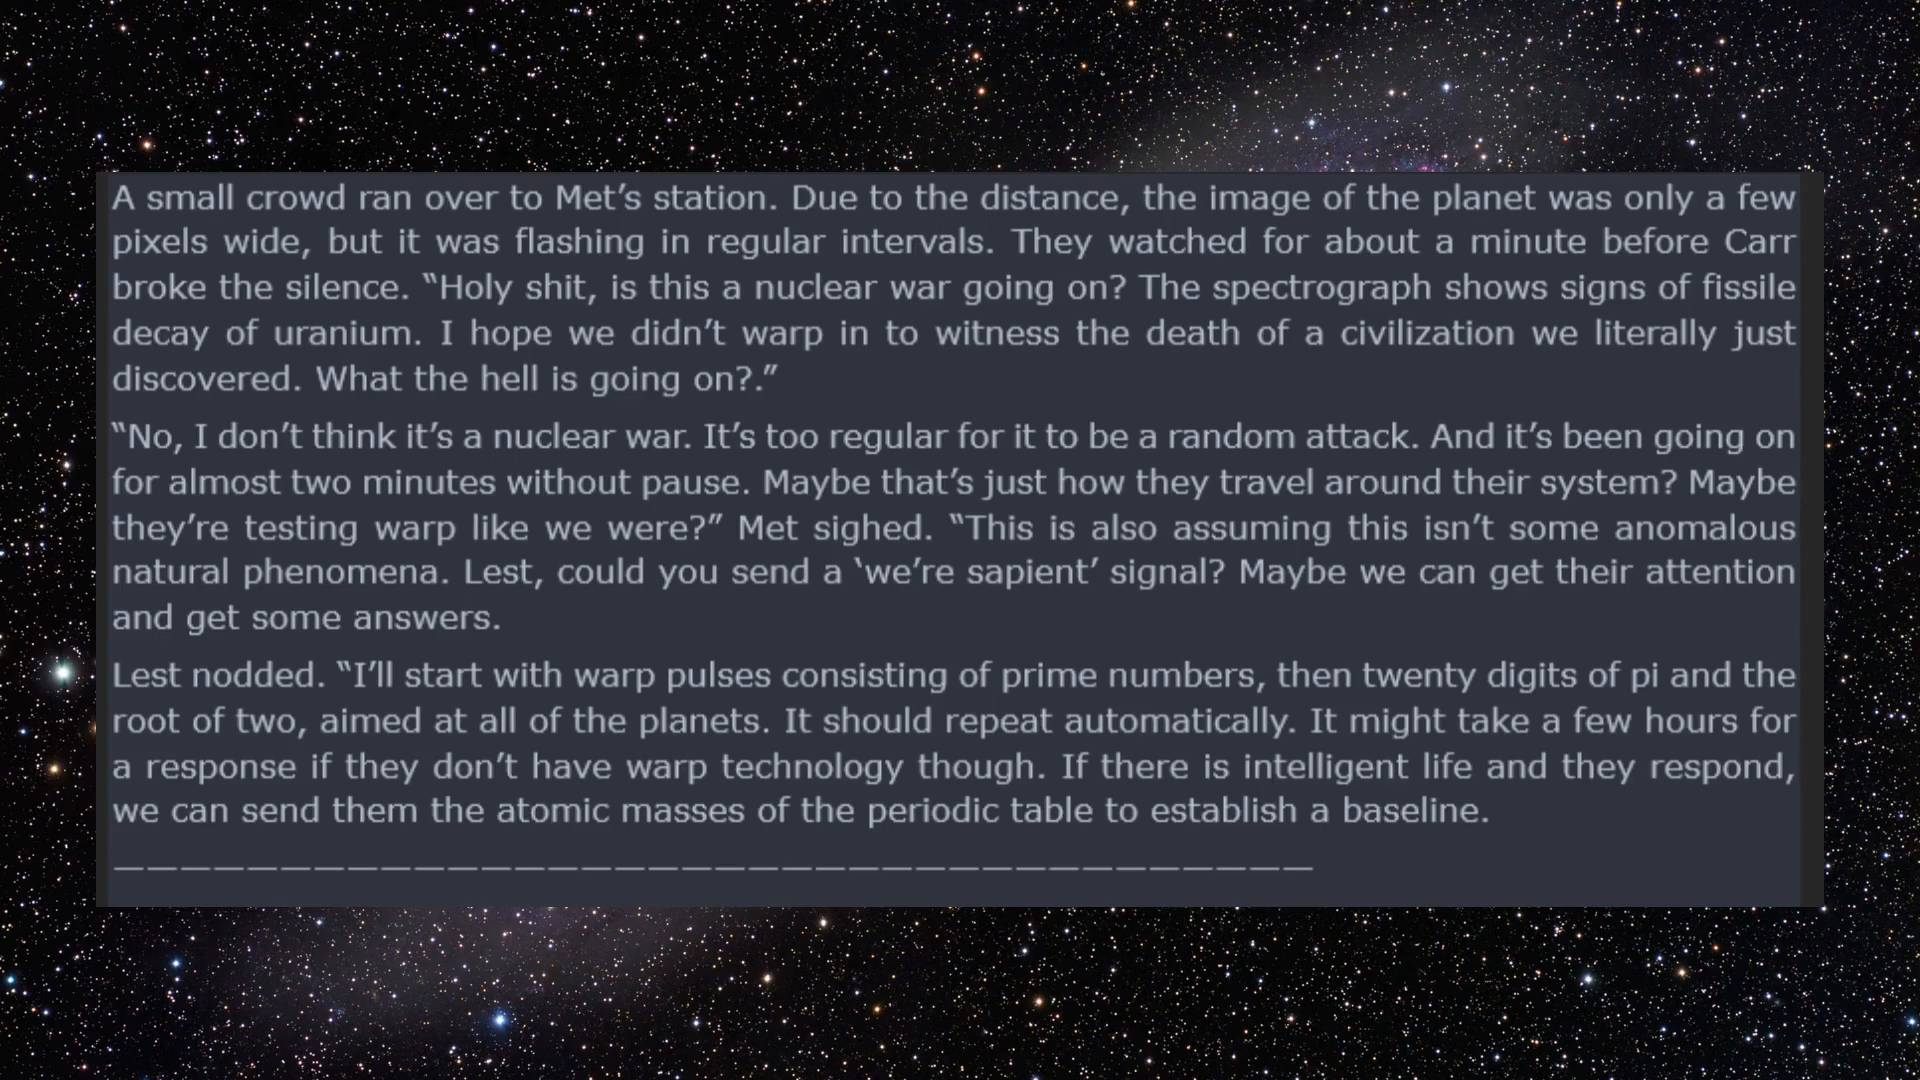 A small crowd ran over to Met’s station. Due to the distance, the image of the planet was only a few
pixels wide, but it was flashing in regular intervals. They watched for about a minute before Carr
broke the silence. “Holy shit, is this a nuclear war going on? The spectrograph shows signs of fissile
decay of uranium. I hope we didn’t warp in to witness the death of a civilization we literally just
discovered. What the hell is going on?.”
“No, I don’t think it’s a nuclear war. It’s too regular for it to be a random attack. And it’s been going on
for almost two minutes without pause. Maybe that’s just how they travel around their system? Maybe
they’re testing warp like we were?” Met sighed. “This is also assuming this isn’t some anomalous
natural phenomena. Lest, could you send a ‘we’re sapient’ signal? Maybe we can get their attention
and get some answers.
Lest nodded. “I’ll start with warp pulses consisting of prime numbers, then twenty digits of pi and the
root of two, aimed at all of the planets. It should repeat automatically. It might take a few hours for
a response if they don’t have warp technology though. If there is intelligent life and they respond,
we can send them the atomic masses of the periodic table to establish a baseline.
————————————————————————————————————